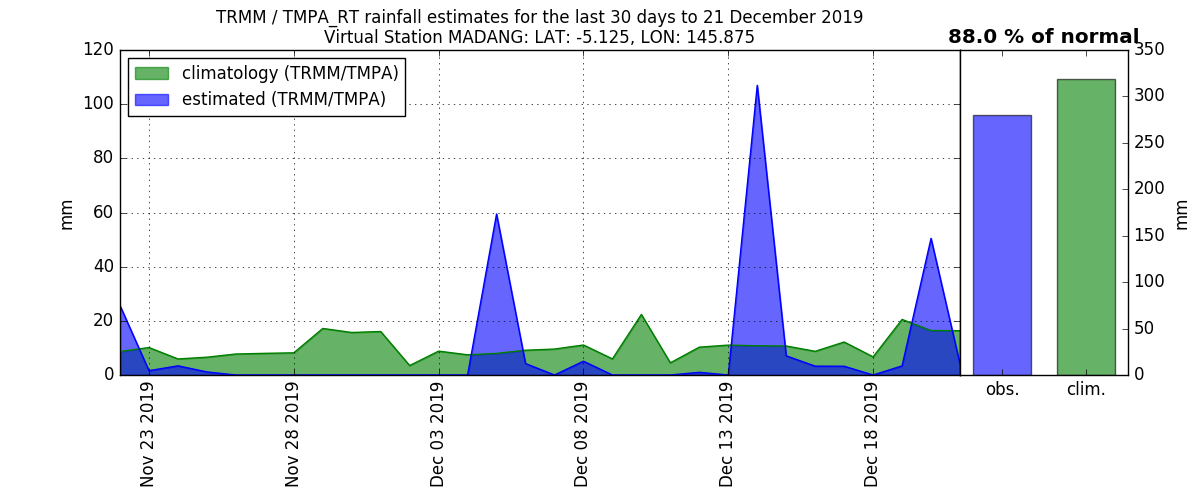 TRMM / TMPA_RT rainfall estimates for the last 30 days to 21 December 2019
Virtual Station MADANG: LAT: -5.125, LON: 145.875
88.0 % of normal
climatology (TRMM/TMPA)
estimated (TRMM/TMPA)
mm
120
100
80
60
40
20
0
Nov 23 2019
Nov 28 2019
Dec 03 2019
Dec 08 2019
Dec 13 2019
Dec 18 2019
obs.
clim.
350
300
250
200
150
100
50
0
mm